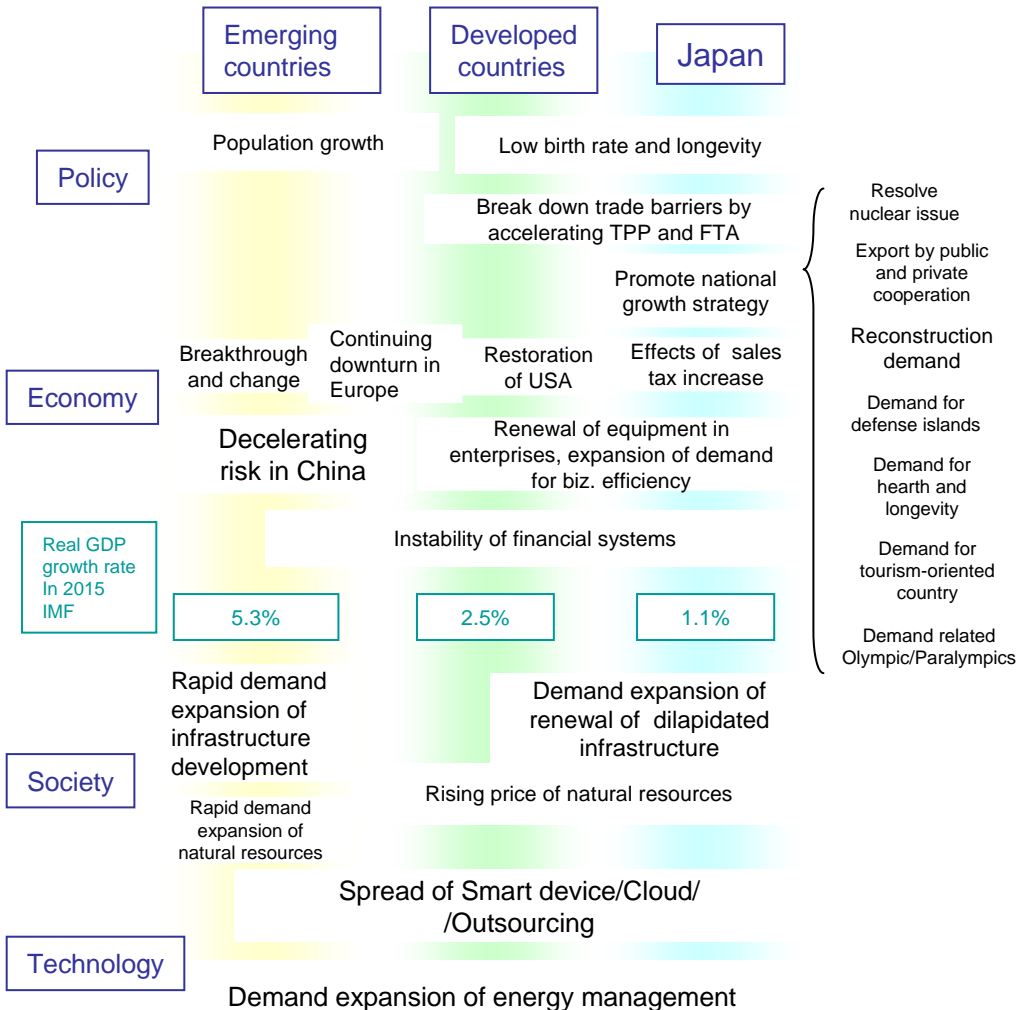 Emerging
countries
Developed
countries
Japan
Policy
Population growth
Low birth rate and longevity
Break down trade barriers by
accelerating TPP and FTA
Promote national
growth strategy
Resolve
nuclear issue
Export by public
and private
cooperation
Reconstruction
demand
Demand for
defense islands
Demand for
hearth and
longevity
Demand for
tourism-oriented
country
Demand related
Olympic/Paralympics
Economy
Breakthrough
and change
Continuing
downturn in
Europe
Restoration
of USA
Effects of sales
tax increase
Decelerating
risk in China
Renewal of equipment in
enterprises, expansion of demand
for biz. efficiency
Instability of financial systems
Real GDP
growth rate
In 2015
IMF
5.3%
2.5%
1.1%
Society
Rapid demand
expansion of
infrastructure
development
Demand expansion of
renewal of dilapidated
infrastructure
Rapid demand
expansion of
natural resources
Rising price of natural resources
Technology
Spread of Smart device/Cloud/
/Outsourcing
Demand expansion of energy management